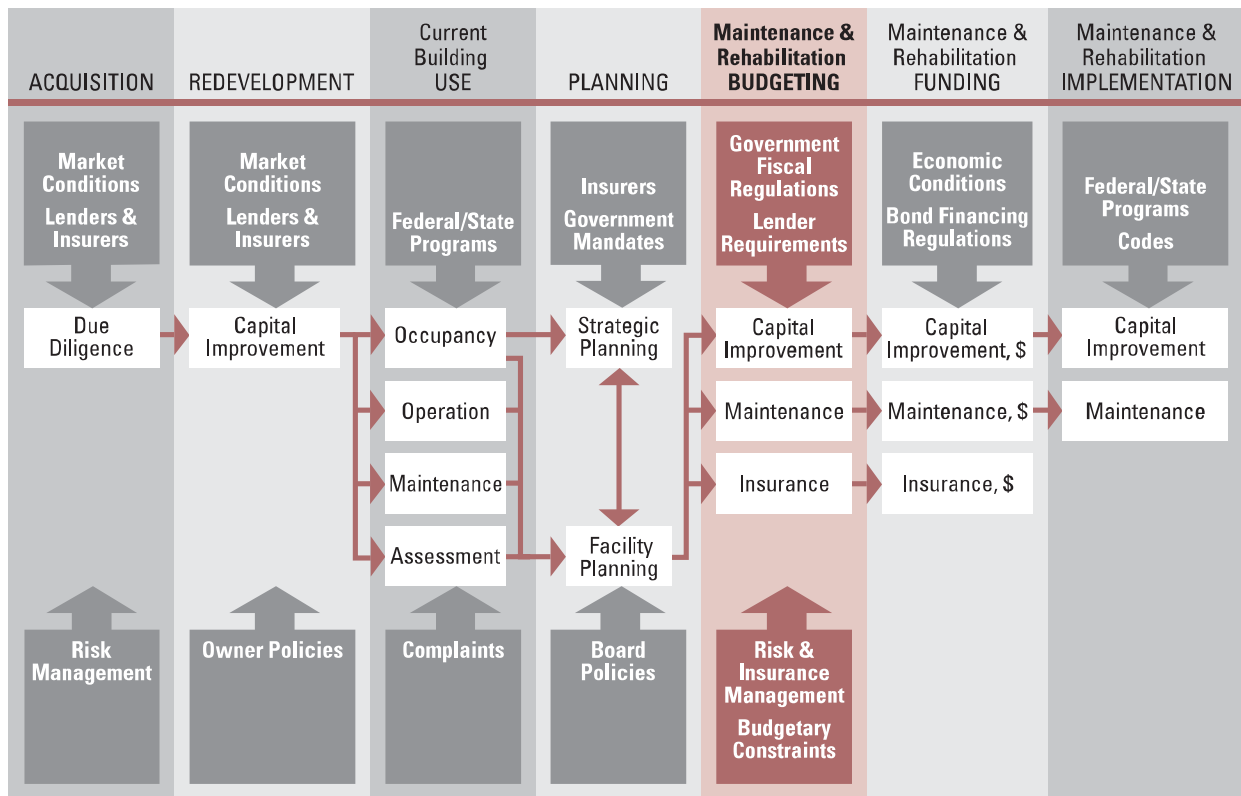 ACQUISITION
REDEVELOPMENT
Current
Building
USE
PLANNING
Maintenance &
Rehabilitation
BUDGETING
Maintenance &
Rehabilitation
FUNDING
Maintenance &
Rehabilitation
IMPLEMENTATION
Market
Conditions
Lenders &
Insurers
Market
Conditions
Lenders &
Insurers
Federal/State
Programs
Insurers
Government
Mandates
Government
Fiscal
Regulations
Lender
Requirements
Economic
Conditions
Bond Financing
Regulations
Federal/State
Programs
Codes
Due
Diligence
Capital
Improvement
Occupancy
Operation
Maintenance
Assessment
Strategic
Planning
Facility
Planning
Capital
Improvement
Maintenance
Insurance
Capital
Improvement, $
Maintenance, $
Insurance, $
Capital
Improvement
Maintenance
Risk
Management
Owner Policies
Complaints
Board
Policies
Risk &
Insurance
Management
Budgetary
Constraints